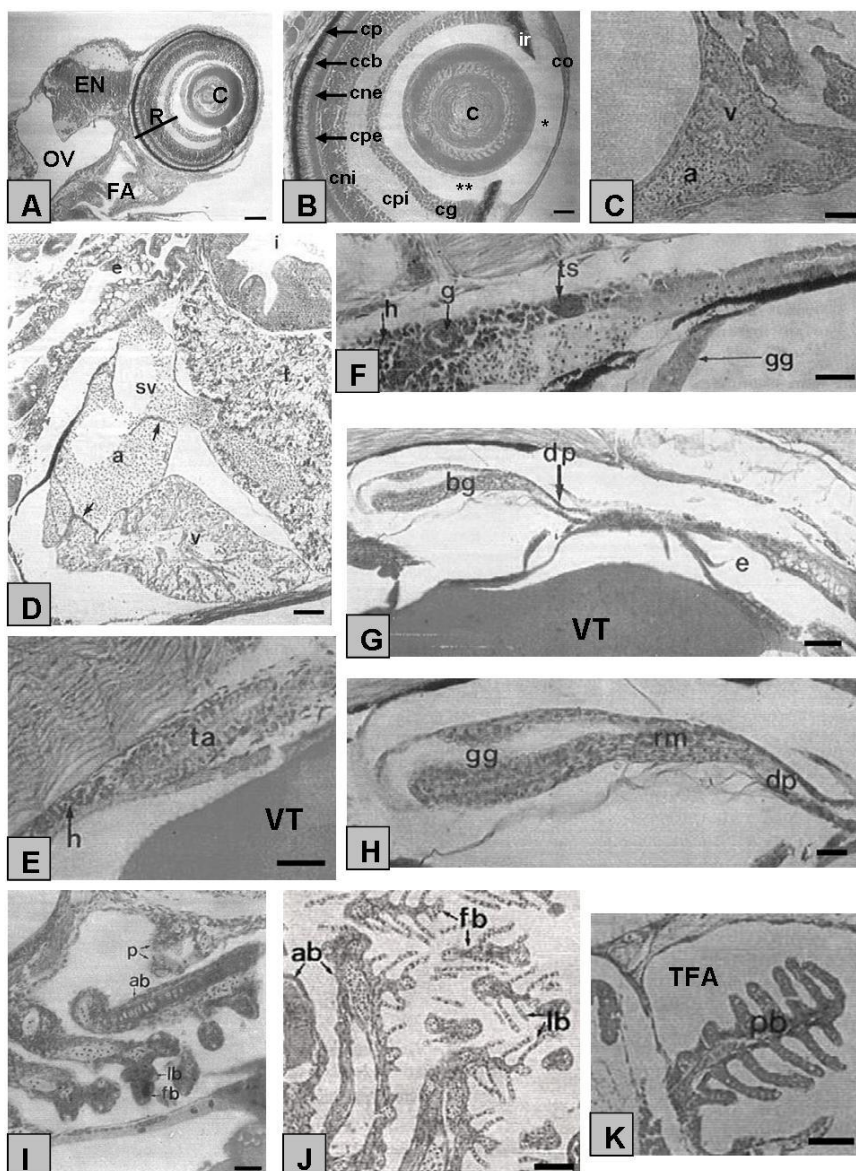 EN
R
C
OV
FA
A
cp
ccb
cne
cpe
cni
cpi
cg
ir
co
c
*
**
B
v
a
C
e
i
sv
f
a
v
D
h
g
ts
gg
F
bg
dp
e
VT
G
ta
h
VT
E
gg
rm
dp
H
p
ab
lb
fb
I
ab
fb
lb
J
TFA
pb
K